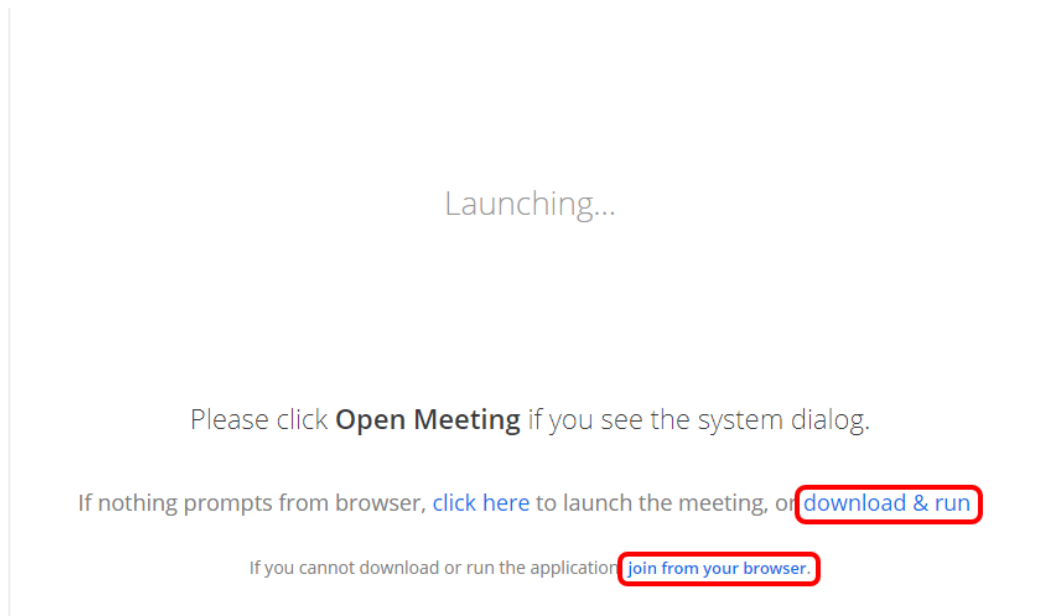 Launching...
Please click Open Meeting if you see the system dialog.
If nothing prompts from browser, click here to launch the meeting, or download & run
If you cannot download or run the application join from your browser.